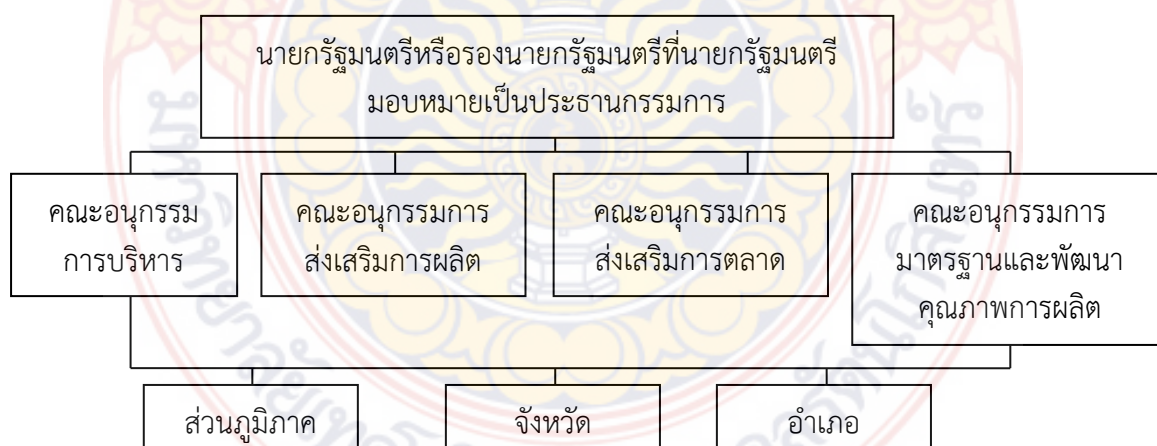 นายกรัฐมนตรีหรือรองนายกรัฐมนตรีที่นายกรัฐมนตรี
มอบหมายเป็นประธานกรรมการ
คณะอนุกรรม
การบริหาร
คณะอนุกรรมการ
ส่งเสริมการผลิต
คณะอนุกรรมการ
ส่งเสริมการตลาด
คณะอนุกรรมการ
มาตรฐานและพัฒนา
คุณภาพการผลิต
ส่วนภูมิภาค
จังหวัด
อำเภอ